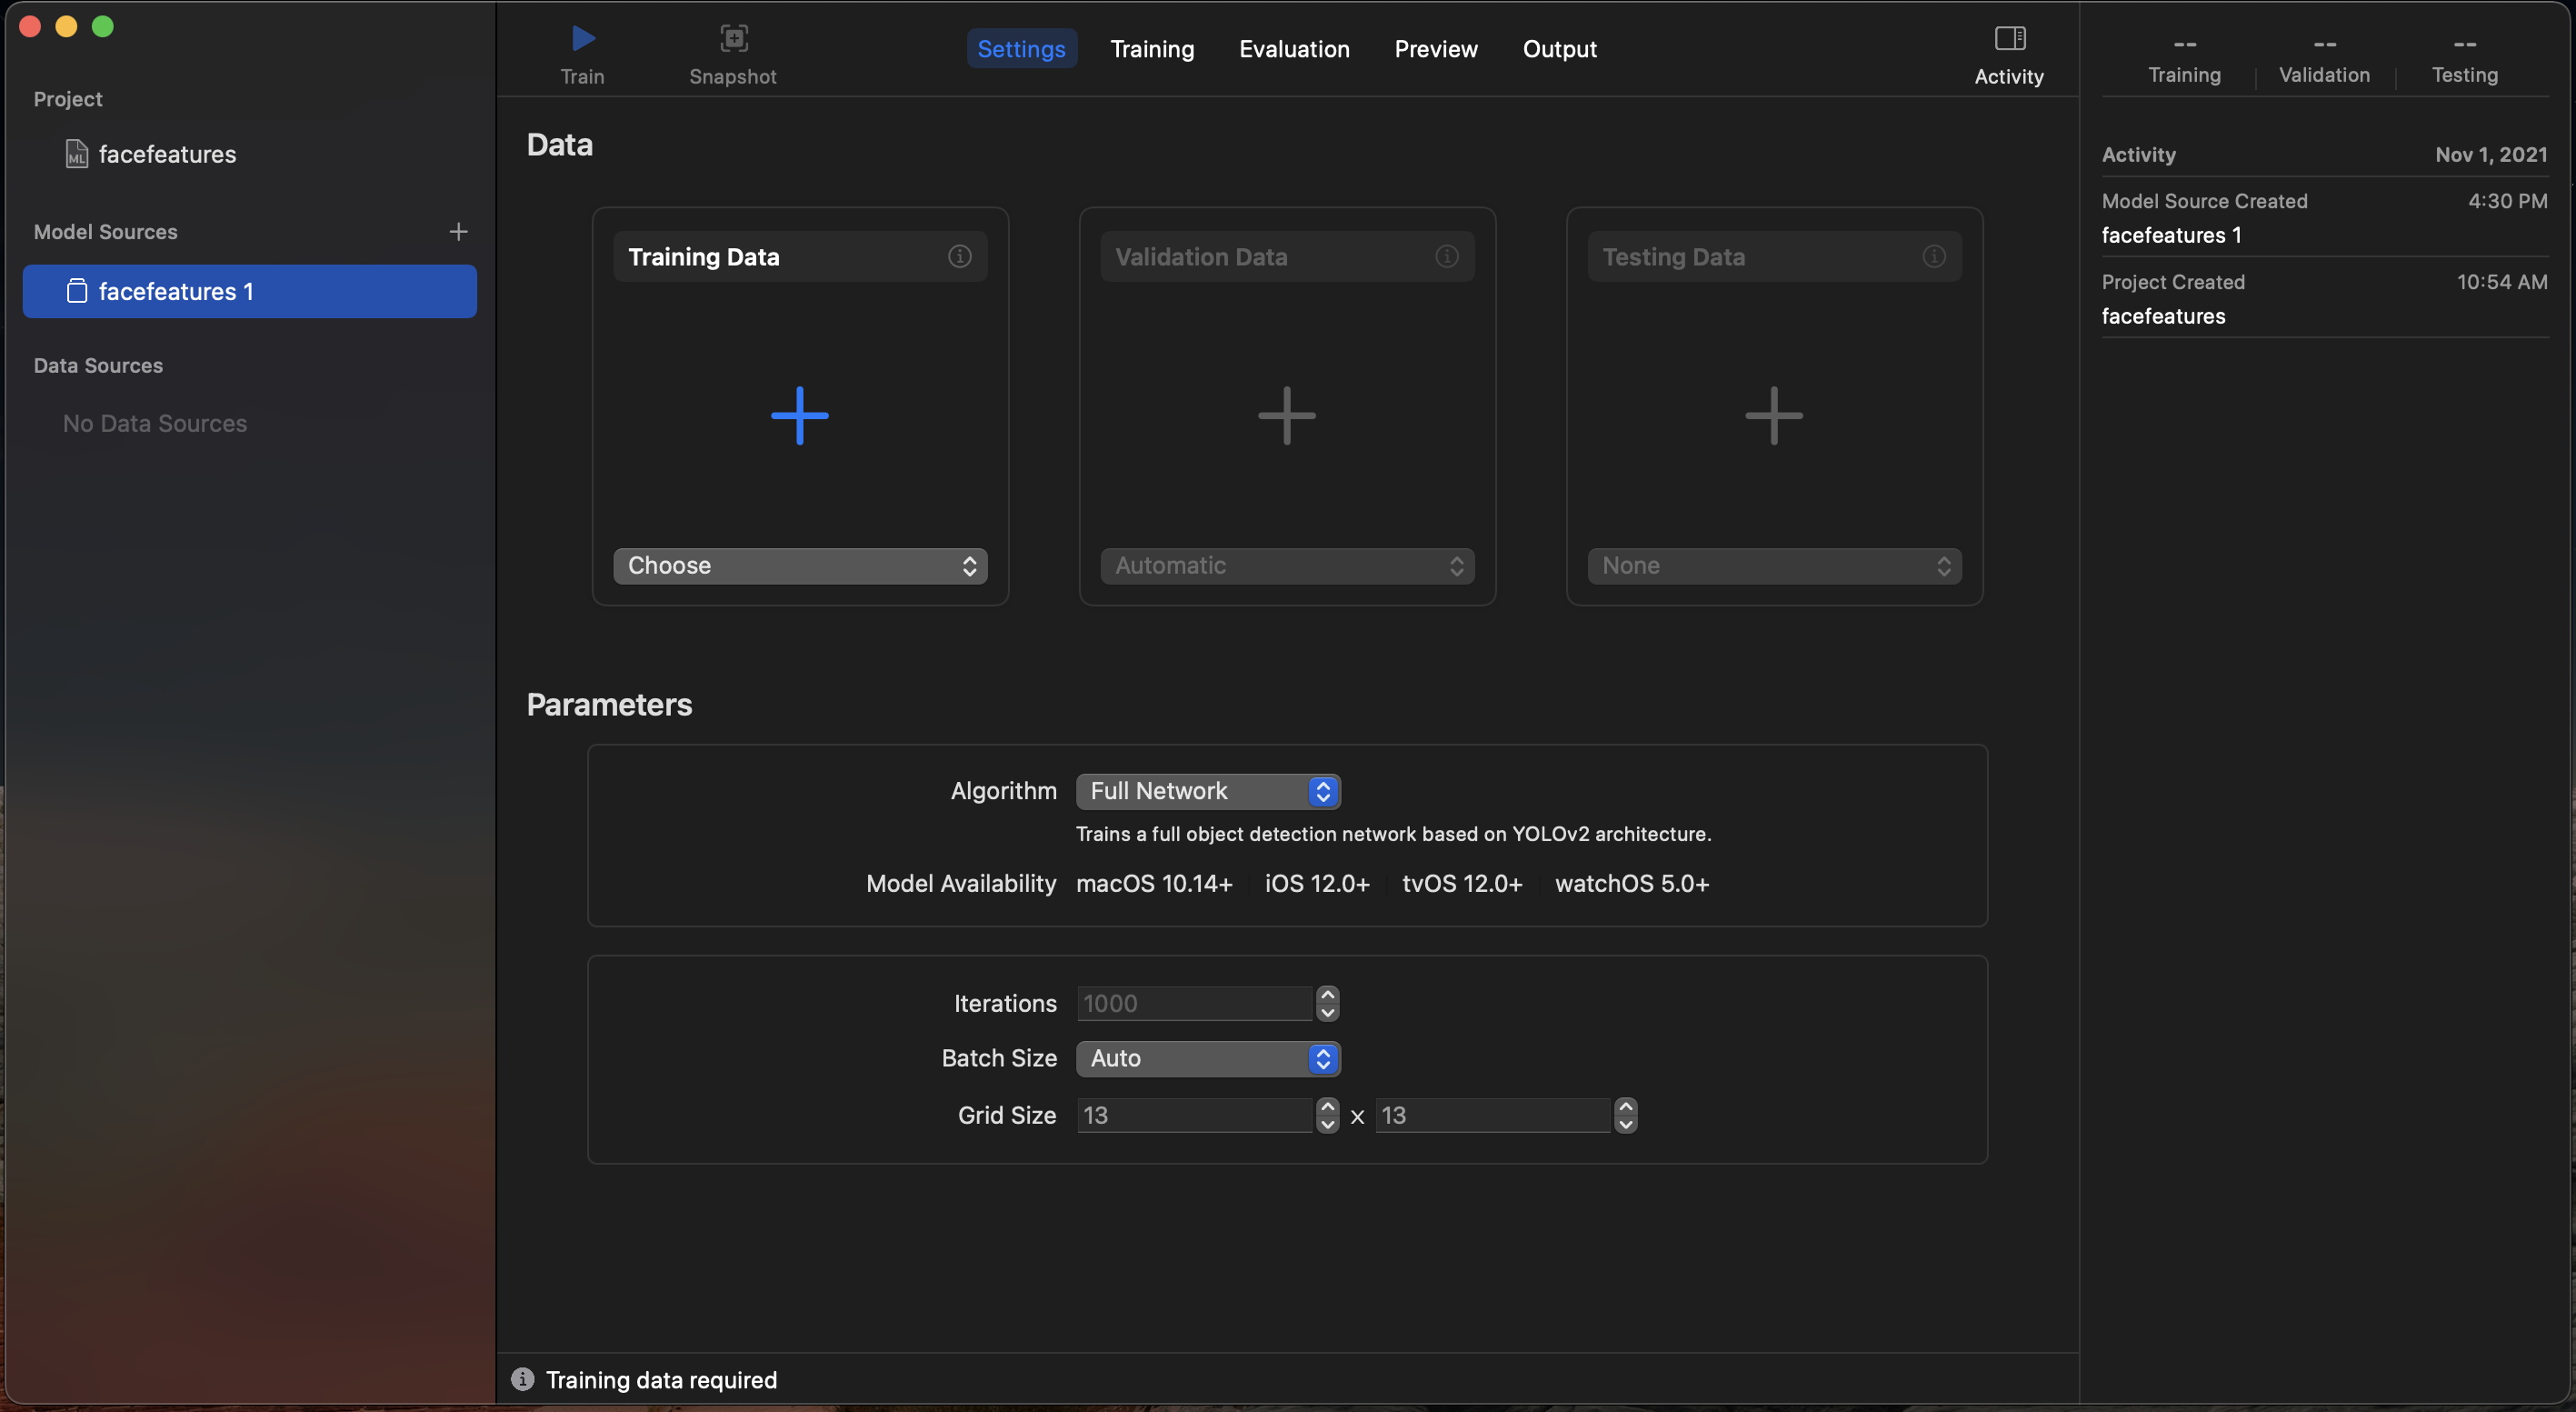 Project
ML facefeatures
Model Sources
facefeatures 1
Data Sources
No Data Sources
Train
Snapshot
Settings
Training
Evaluation
Preview
Output
Activity
Data
Training Data
Choose
Validation Data
Automatic
Testing Data
None
Parameters
Algorithm Full Network
Trains a full object detection network based on YOLOv2 architecture.
Model Availability macOS 10.14+ iOS 12.0+ tvOS 12.0+ watchOS 5.0+
Iterations 1000
Batch Size Auto
Grid Size 13 x 13
Training data required
-- -- --
Training Validation Testing
Activity Nov 1, 2021
Model Source Created 4:30 PM
facefeatures 1
Project Created 10:54 AM
facefeatures